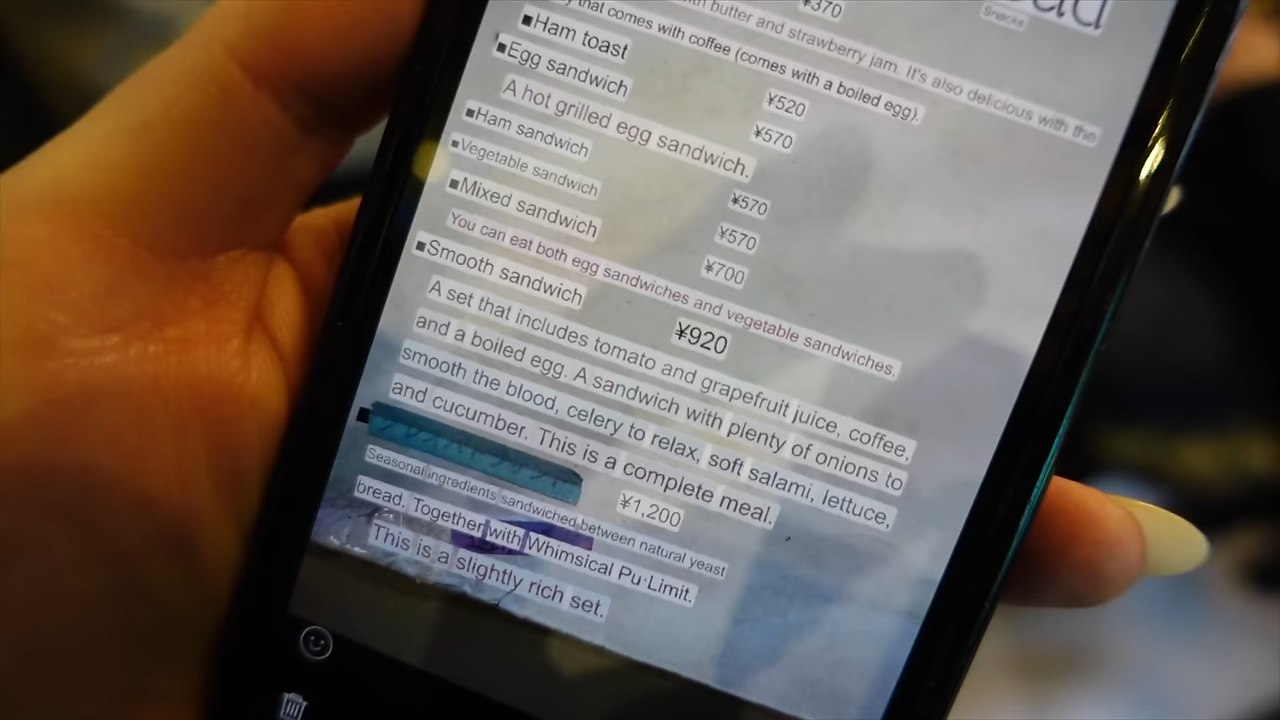 ¥370
Snacks
with butter and strawberry jam. It's also delicious with the
that comes with coffee (comes with a boiled egg).
■Ham toast
¥520
■Egg sandwich
¥570
A hot grilled egg sandwich.
■Ham sandwich
¥570
■Vegetable sandwich
¥570
■Mixed sandwich
¥700
You can eat both egg sandwiches and vegetable sandwiches.
■Smooth sandwich
¥920
A set that includes tomato and grapefruit juice, coffee,
and a boiled egg. A sandwich with plenty of onions to
smooth the blood, celery to relax, soft salami, lettuce,
and cucumber. This is a complete meal.
¥1,200
Seasonal ingredients sandwiched between natural yeast
bread. Together with Whimsical Pu·Limit.
This is a slightly rich set.